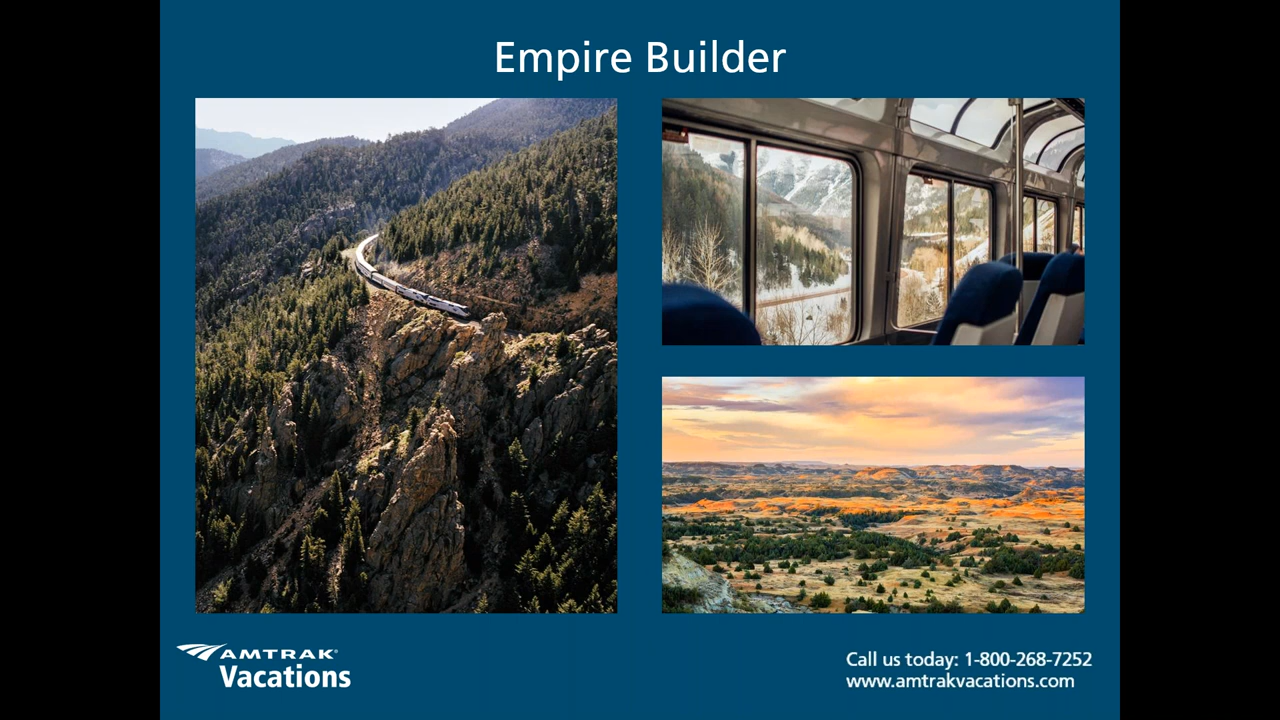 Empire Builder
AMTRAK®
Vacations
Call us today: 1-800-268-7252
www.amtrakvacations.com